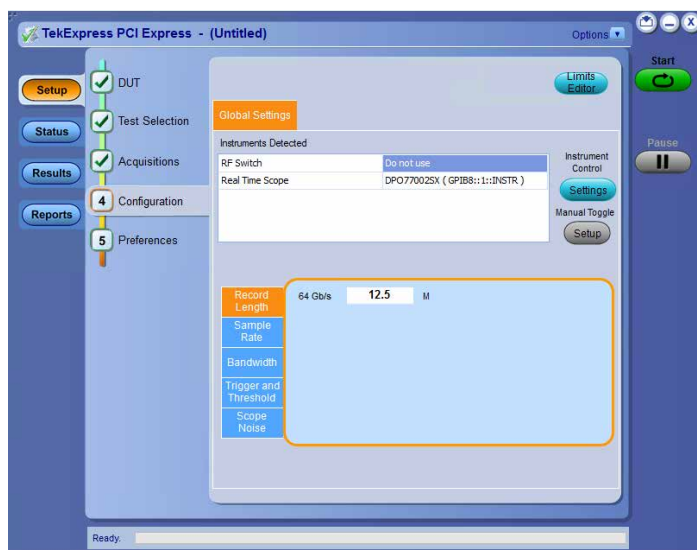 TekExpress PCI Express - (Untitled)
Options
Start
Setup
Status
Results
Reports
DUT
Test Selection
Acquisitions
4 Configuration
5 Preferences
Limits
Editor
Pause
Global Settings
Instruments Detected
RF Switch Do not use
Real Time Scope DPO77002SX ( GPIB8::1::INSTR )
Instrument
Control
Settings
Manual Toggle
Setup
Record
Length
64 Gb/s 12.5 M
Sample
Rate
Bandwidth
Trigger and
Threshold
Scope
Noise
Ready.